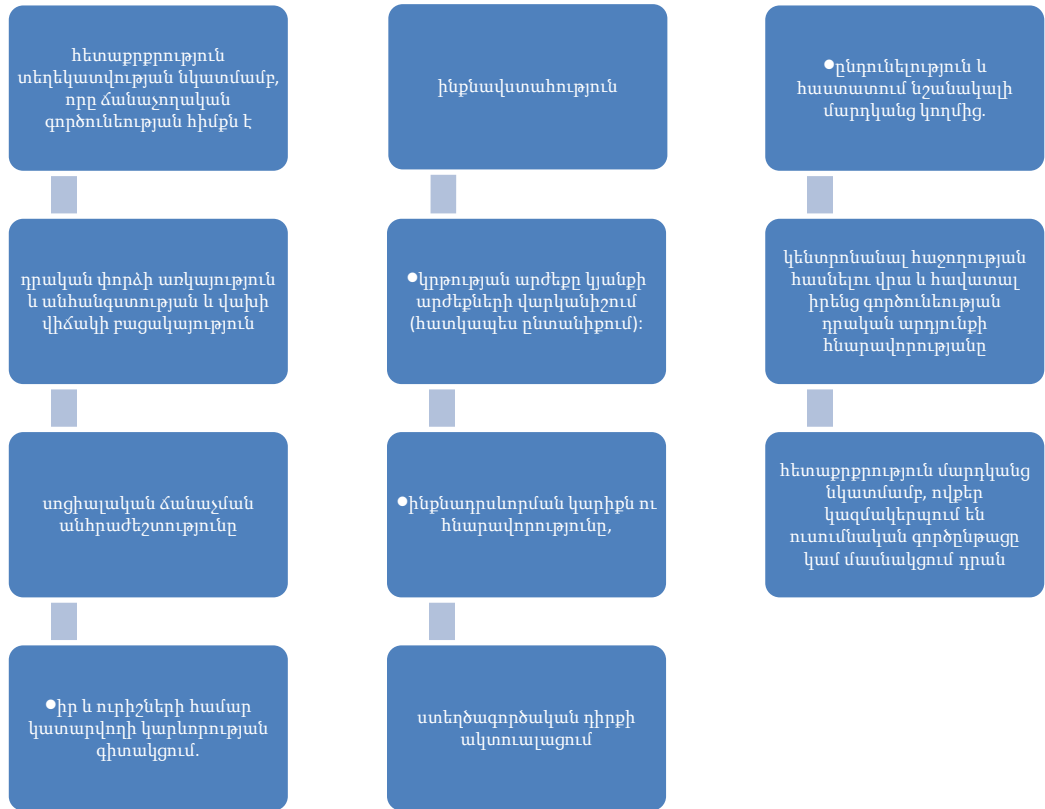 հետաքրքրություն
տեղեկատվության նկատմամբ,
որը ճանաչողական
գործունեության հիմքն է
դրական փորձի առկայություն
և անհանգստության և վախի
վիճակի բացակայություն
սոցիալական ճանաչման
անհրաժեշտությունը
•իր և ուրիշների համար
կատարվողի կարևորության
գիտակցում.
ինքնավստահություն
•կրթության արժեքը կյանքի
արժեքների վարկանիշում
(հատկապես ընտանիքում):
•ինքնադրսևորման կարիքն ու
հնարավորությունը,
ստեղծագործական դիրքի
ակտուալացում
•ընդունելություն և
հաստատում նշանակալի
մարդկանց կողմից.
կենտրոնանալ հաջողության
հասնելու վրա և հավատալ
իրենց գործունեության
դրական արդյունքի
հնարավորությանը
հետաքրքրություն մարդկանց
նկատմամբ, ովքեր
կազմակերպում են
ուսումնական գործընթացը
կամ մասնակցում դրան